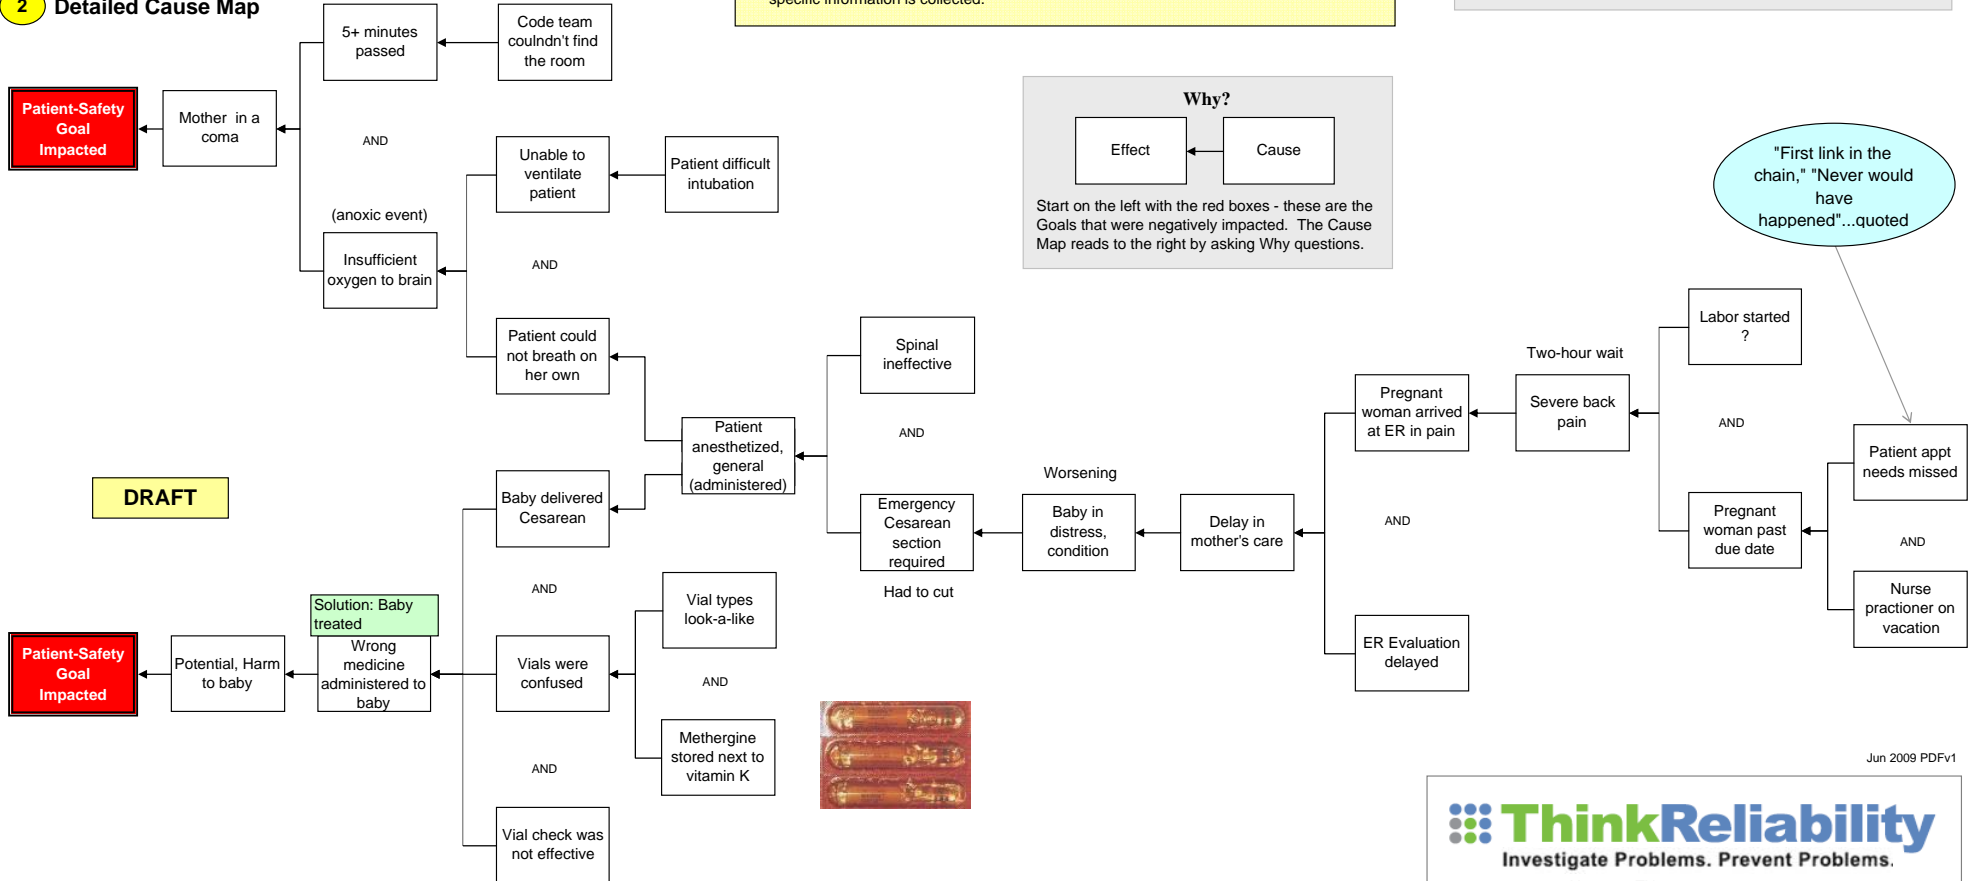 2
Detailed Cause Map
specific information is collected.
5+ minutes
passed
Code team
coulndn't find
the room
Patient-Safety
Goal
Impacted
Mother in a
coma
AND
Unable to
ventilate
patient
Patient difficult
intubation
(anoxic event)
Insufficient
oxygen to brain
AND
Patient could
not breath on
her own
Why?
Effect
Cause
Start on the left with the red boxes - these are the
Goals that were negatively impacted. The Cause
Map reads to the right by asking Why questions.
"First link in the
chain," "Never would
have
happened"...quoted
Spinal
ineffective
AND
Patient
anesthetized,
general
(administered)
Emergency
Cesarean
section
required
Had to cut
Worsening
Baby in
distress,
condition
Delay in
mother's care
Pregnant
woman arrived
at ER in pain
AND
ER Evaluation
delayed
Two-hour wait
Severe back
pain
Labor started
?
AND
Pregnant
woman past
due date
Patient appt
needs missed
AND
Nurse
practioner on
vacation
DRAFT
Baby delivered
Cesarean
AND
Solution: Baby
treated
Patient-Safety
Goal
Impacted
Potential, Harm
to baby
Wrong
medicine
administered to
baby
Vials were
confused
Vial types
look-a-like
AND
Methergine
stored next to
vitamin K
AND
Vial check was
not effective
Jun 2009 PDFv1
ThinkReliability
Investigate Problems. Prevent Problems.